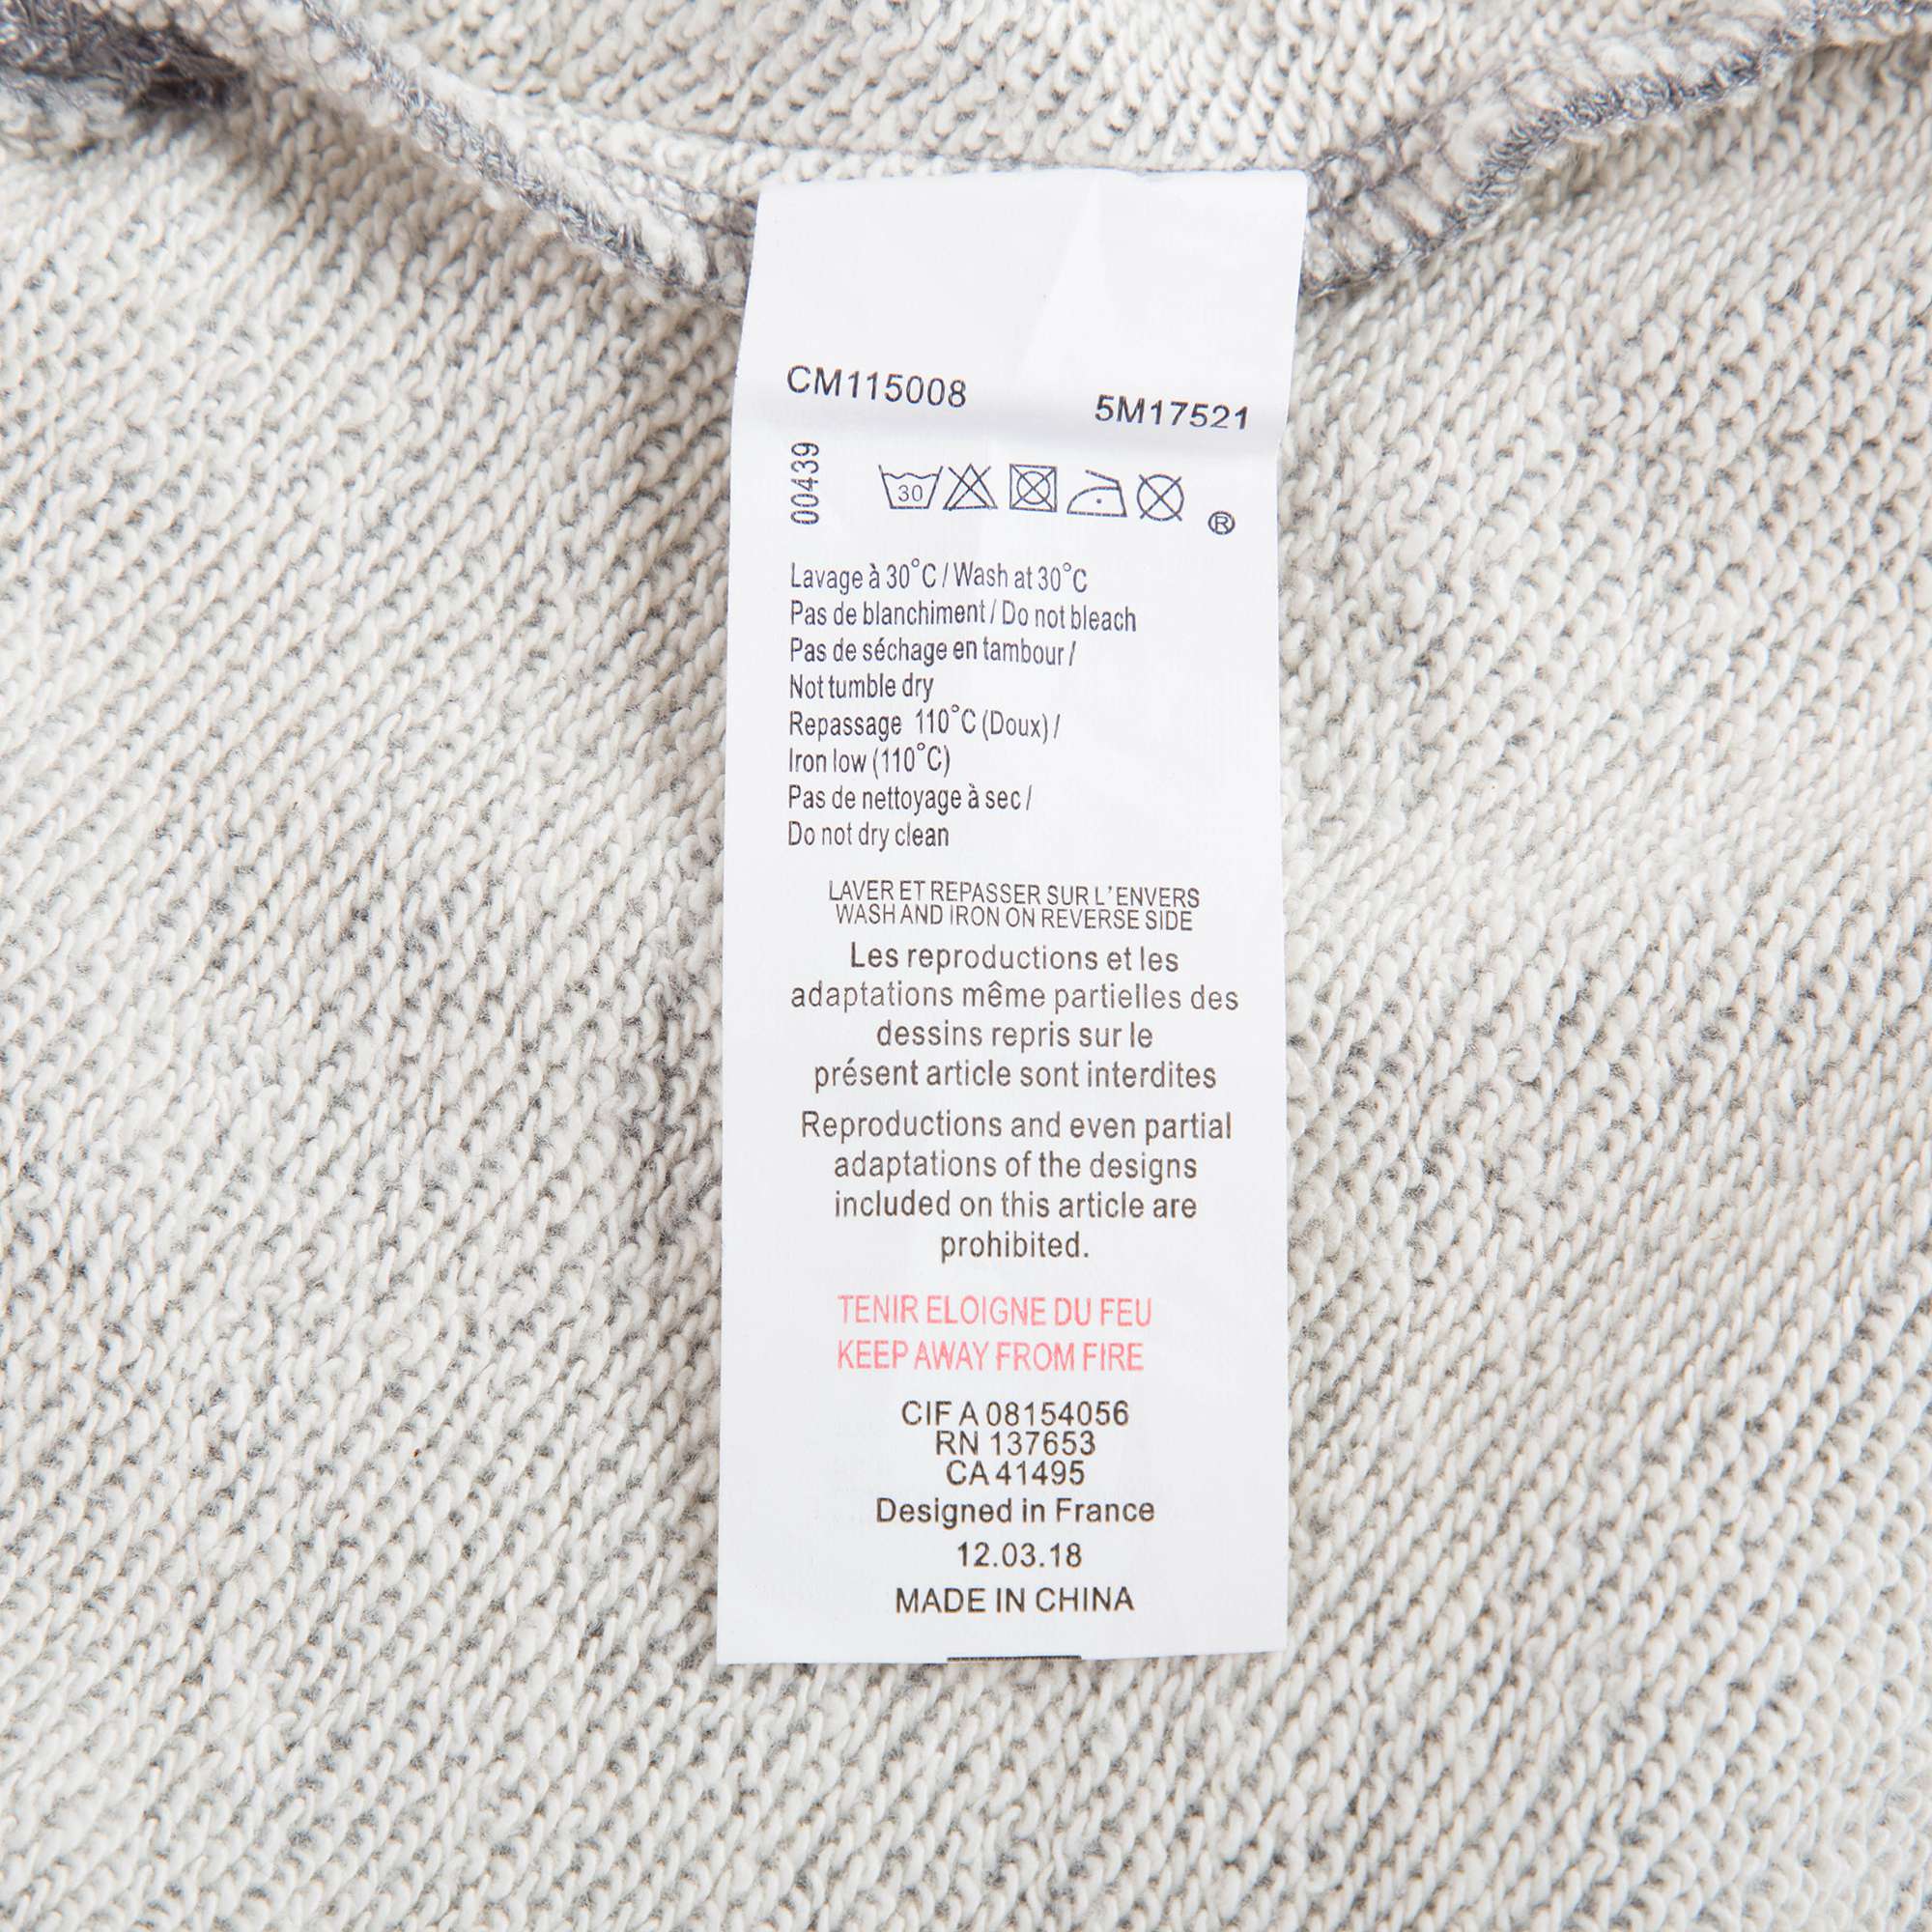 CM115008 5M17521
00439
30
®
Lavage à 30°C / Wash at 30°C
Pas de blanchiment / Do not bleach
Pas de séchage en tambour /
Not tumble dry
Repassage 110°C (Doux) /
Iron low (110°C)
Pas de nettoyage à sec /
Do not dry clean
LAVER ET REPASSER SUR L'ENVERS
WASH AND IRON ON REVERSE SIDE
Les reproductions et les
adaptations même partielles des
dessins repris sur le
présent article sont interdites
Reproductions and even partial
adaptations of the designs
included on this article are
prohibited.
TENIR ELOIGNE DU FEU
KEEP AWAY FROM FIRE
CIF A 08154056
RN 137653
CA 41495
Designed in France
12.03.18
MADE IN CHINA